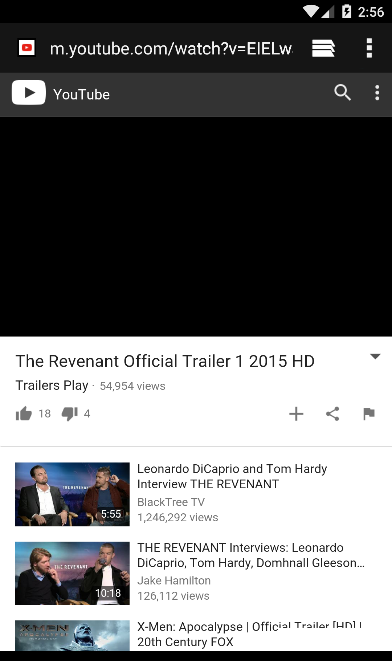 2:56
m.youtube.com/watch?v=ElELw
YouTube
The Revenant Official Trailer 1 2015 HD
Trailers Play · 54,954 views
18 4
Leonardo DiCaprio and Tom Hardy
Interview THE REVENANT
BlackTree TV
1,246,292 views
5:55
THE REVENANT Interviews: Leonardo
DiCaprio, Tom Hardy, Domhnall Gleeson...
Jake Hamilton
126,112 views
10:18
X-Men: Apocalypse | Official Trailer [HD] |
20th Century FOX